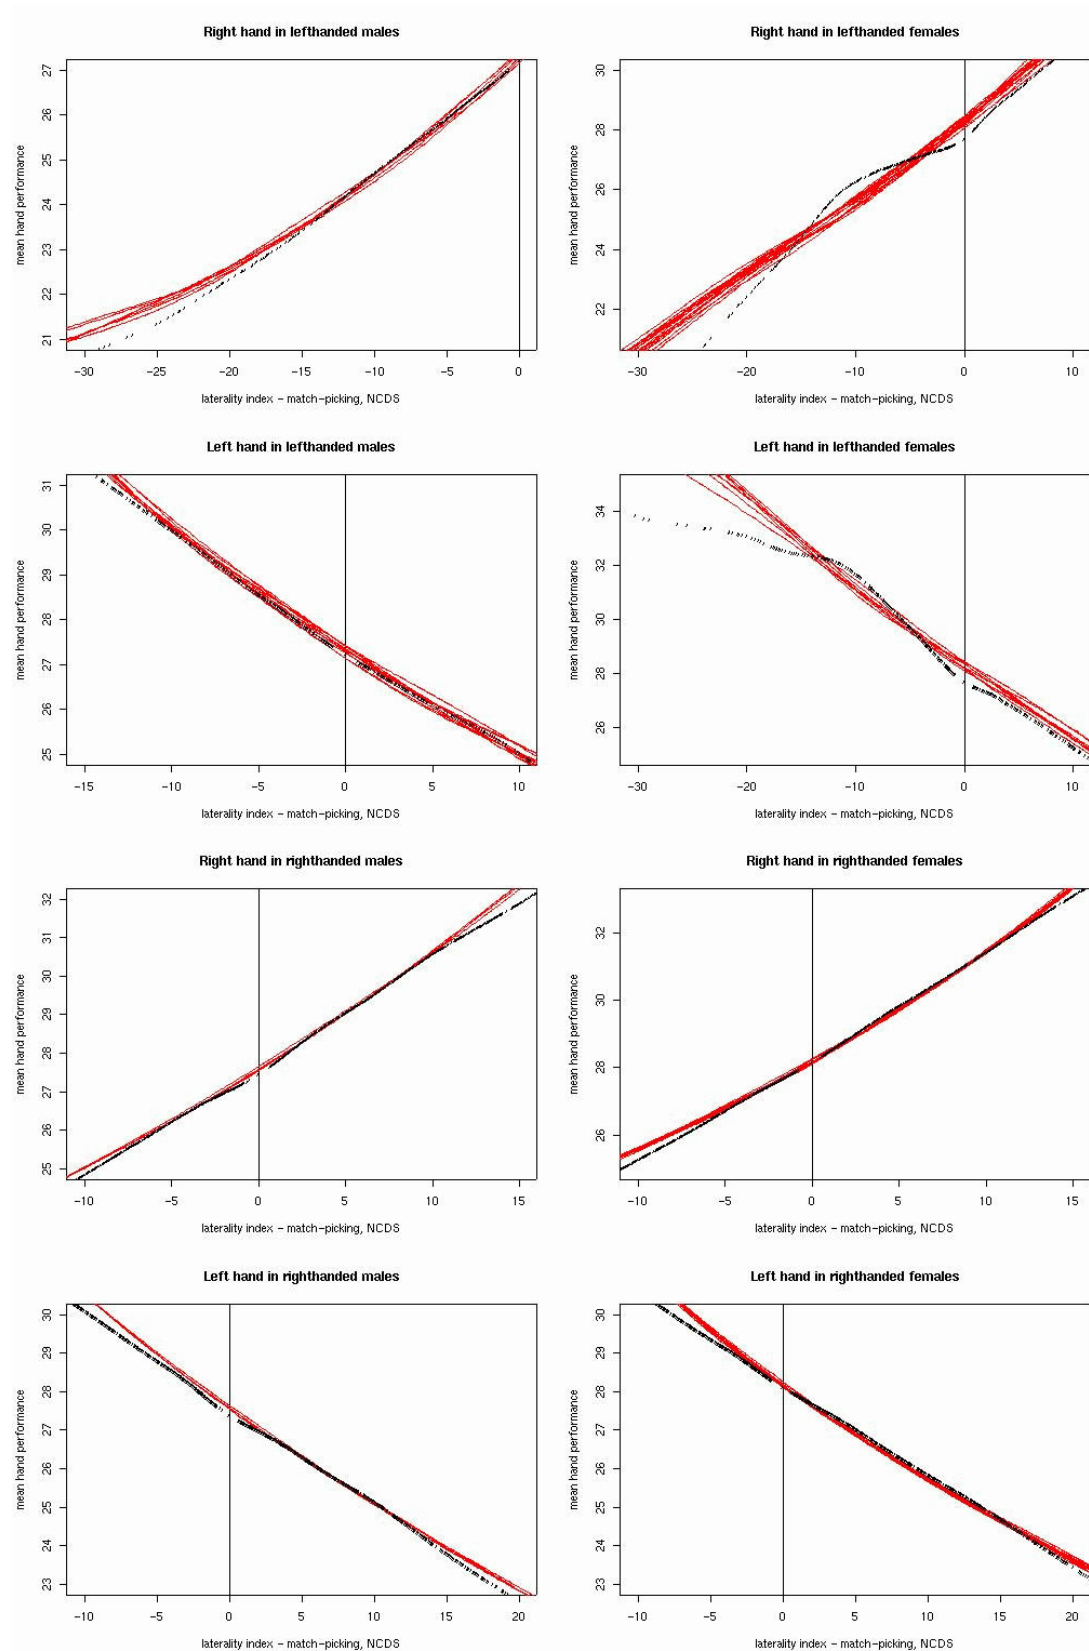 Right hand in lefthanded males
Right hand in lefthanded females
mean hand performance
27
26
25
24
23
22
21
−30 −25 −20 −15 −10 −5 0
laterality index − match−picking, NCDS
mean hand performance
30
28
26
24
22
−30 −20 −10 0 10
laterality index − match−picking, NCDS
Left hand in lefthanded males
Left hand in lefthanded females
mean hand performance
31
30
29
28
27
26
25
−15 −10 −5 0 5 10
laterality index − match−picking, NCDS
mean hand performance
34
32
30
28
26
−30 −20 −10 0 10
laterality index − match−picking, NCDS
Right hand in righthanded males
Right hand in righthanded females
mean hand performance
32
31
30
29
28
27
26
25
−10 −5 0 5 10 15
laterality index − match−picking, NCDS
mean hand performance
32
30
28
26
−10 −5 0 5 10 15
laterality index − match−picking, NCDS
Left hand in righthanded males
Left hand in righthanded females
mean hand performance
30
29
28
27
26
25
24
23
−10 −5 0 5 10 15 20
laterality index − match−picking, NCDS
mean hand performance
30
29
28
27
26
25
24
23
−10 −5 0 5 10 15 20
laterality index − match−picking, NCDS